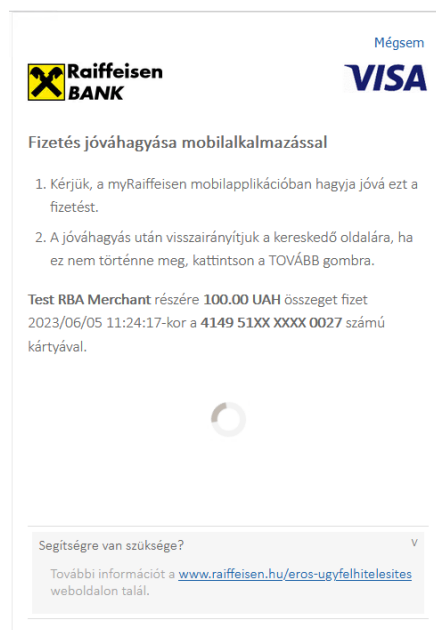 Mégsem
Raiffeisen
BANK
VISA
Fizetés jóváhagyása mobilalkalmazással
1. Kérjük, a myRaiffeisen mobilapplikációban hagyja jóvá ezt a
fizetést.
2. A jóváhagyás után visszairányítjuk a kereskedő oldalára, ha
ez nem történne meg, kattintson a TOVÁBB gombra.
Test RBA Merchant részére 100.00 UAH összeget fizet
2023/06/05 11:24:17-kor a 4149 51XX XXXX 0027 számú
kártyával.
Segítségre van szüksége? v
További információt a www.raiffeisen.hu/eros-ugyfelhitelesites
weboldalon talál.